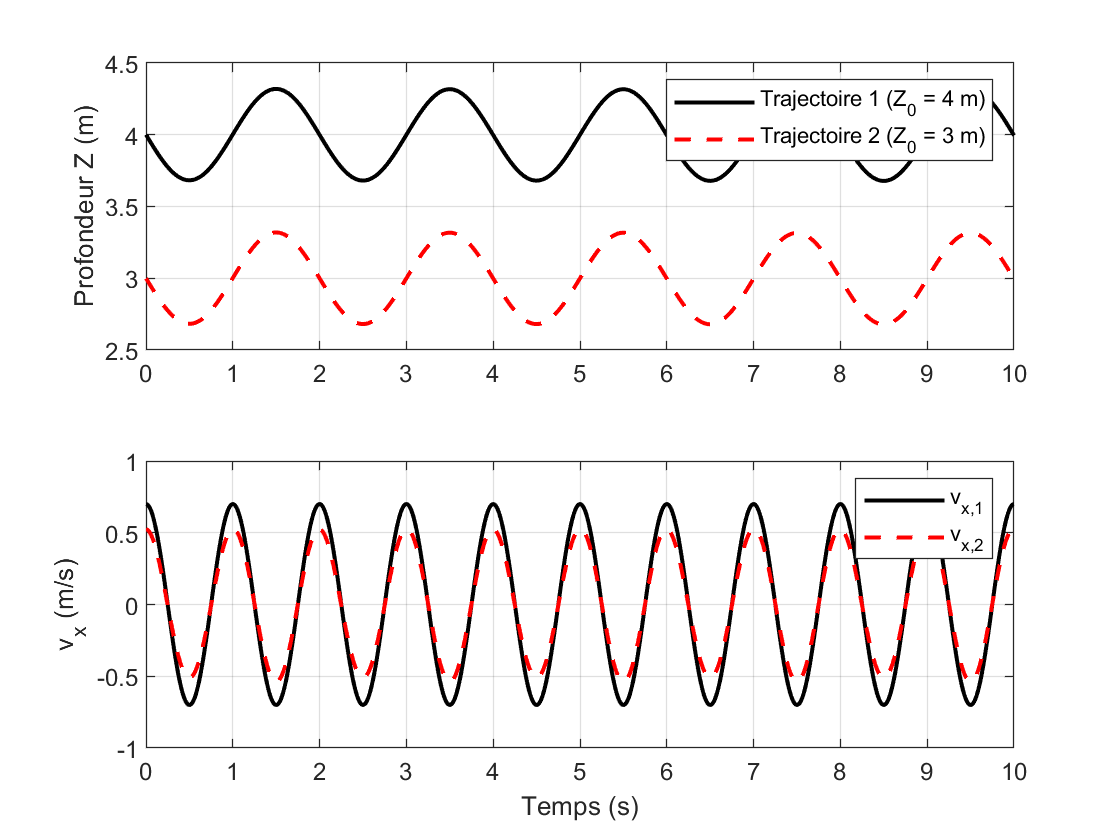 4.5
4
3.5
3
2.5
Profondeur Z (m)
Trajectoire 1 (Z0 = 4 m)
Trajectoire 2 (Z0 = 3 m)
0 1 2 3 4 5 6 7 8 9 10
1
0.5
0
-0.5
-1
vx (m/s)
vx,1
vx,2
0 1 2 3 4 5 6 7 8 9 10
Temps (s)